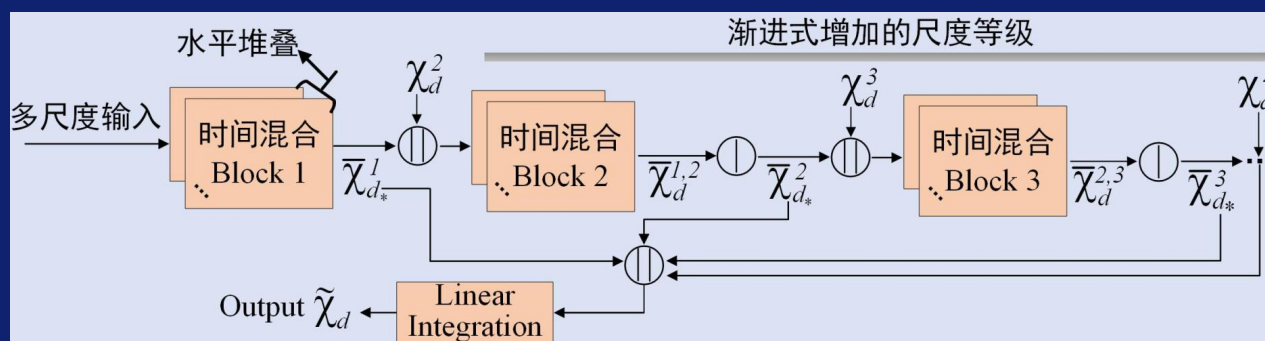 渐进式增加的尺度等级
水平堆叠
χ_d^2
χ_d^3
χ_d
多尺度输入
时间混合
Block 1
时间混合
Block 2
时间混合
Block 3
χ̅_{d*}^1
χ̅_d^{1,2}
χ̅_{d*}^2
χ̅_d^{2,3}
χ̅_{d*}^3
Output χ̃_d
Linear
Integration